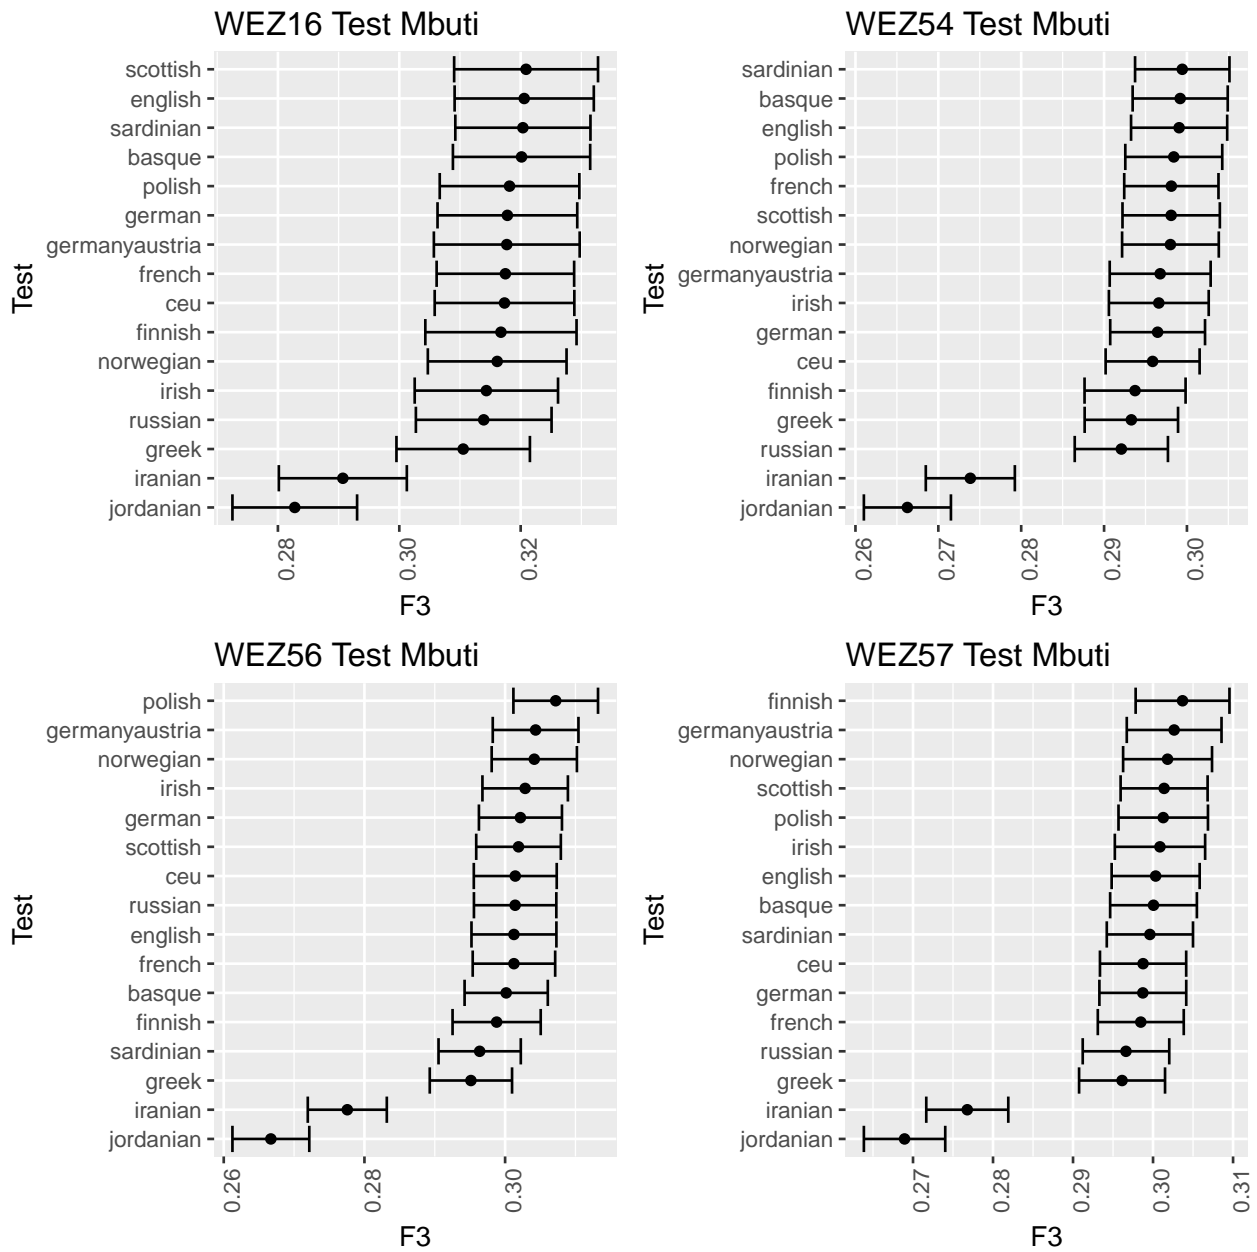 WEZ16 Test Mbuti
Test
scottish
english
sardinian
basque
polish
german
germanyaustria
french
ceu
finnish
norwegian
irish
russian
greek
iranian
jordanian
0.28
0.30
0.32
F3
WEZ54 Test Mbuti
Test
sardinian
basque
english
polish
french
scottish
norwegian
germanyaustria
irish
german
ceu
finnish
greek
russian
iranian
jordanian
0.26
0.27
0.28
0.29
0.30
F3
WEZ56 Test Mbuti
Test
polish
germanyaustria
norwegian
irish
german
scottish
ceu
russian
english
french
basque
finnish
sardinian
greek
iranian
jordanian
0.26
0.28
0.30
F3
WEZ57 Test Mbuti
Test
finnish
germanyaustria
norwegian
scottish
polish
irish
english
basque
sardinian
ceu
german
french
russian
greek
iranian
jordanian
0.27
0.28
0.29
0.30
0.31
F3